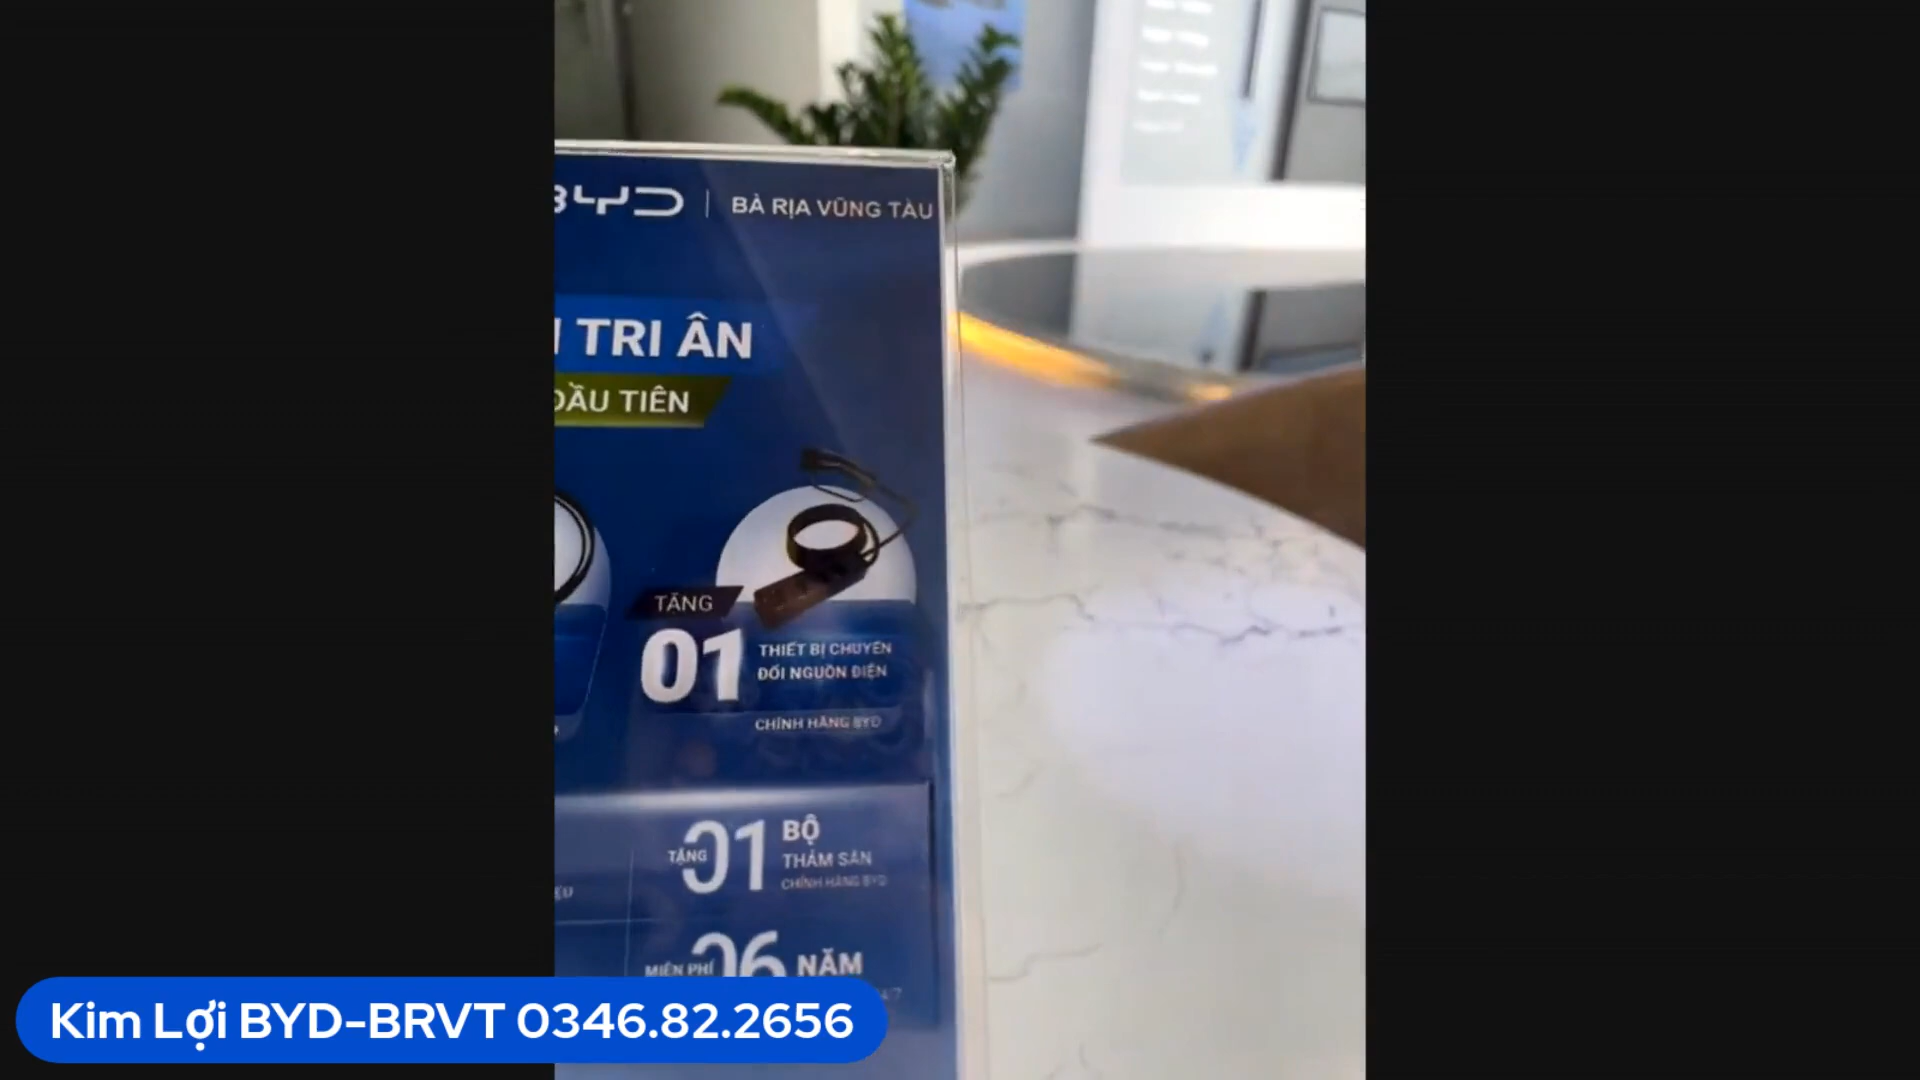 BYD | BÀ RỊA VŨNG TÀU
TRI ÂN
ĐẦU TIÊN
TẶNG
01 THIẾT BỊ CHUYỂN
ĐỔI NGUỒN ĐIỆN
CHÍNH HÃNG BYD
TẶNG 01 BỘ
THẢM SÀN
CHÍNH HÃNG BYD
MIỄN PHÍ 06 NĂM
Kim Lợi BYD-BRVT 0346.82.2656